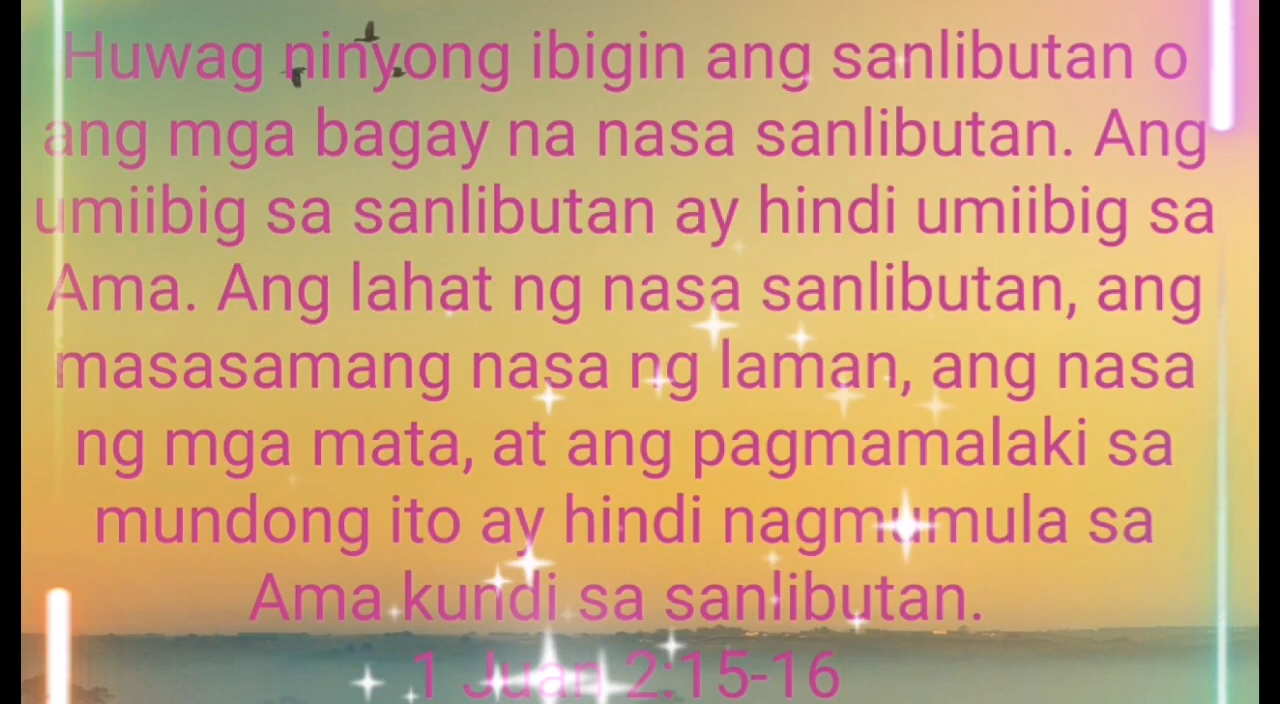 Huwag ninyong ibigin ang sanlibutan o
ang mga bagay na nasa sanlibutan. Ang
umiibig sa sanlibutan ay hindi umiibig sa
Ama. Ang lahat ng nasa sanlibutan, ang
masasamang nasa ng laman, ang nasa
ng mga mata, at ang pagmamalaki sa
mundong ito ay hindi nagmumula sa
Ama kundi sa sanlibutan.
1 Juan 2:15-16